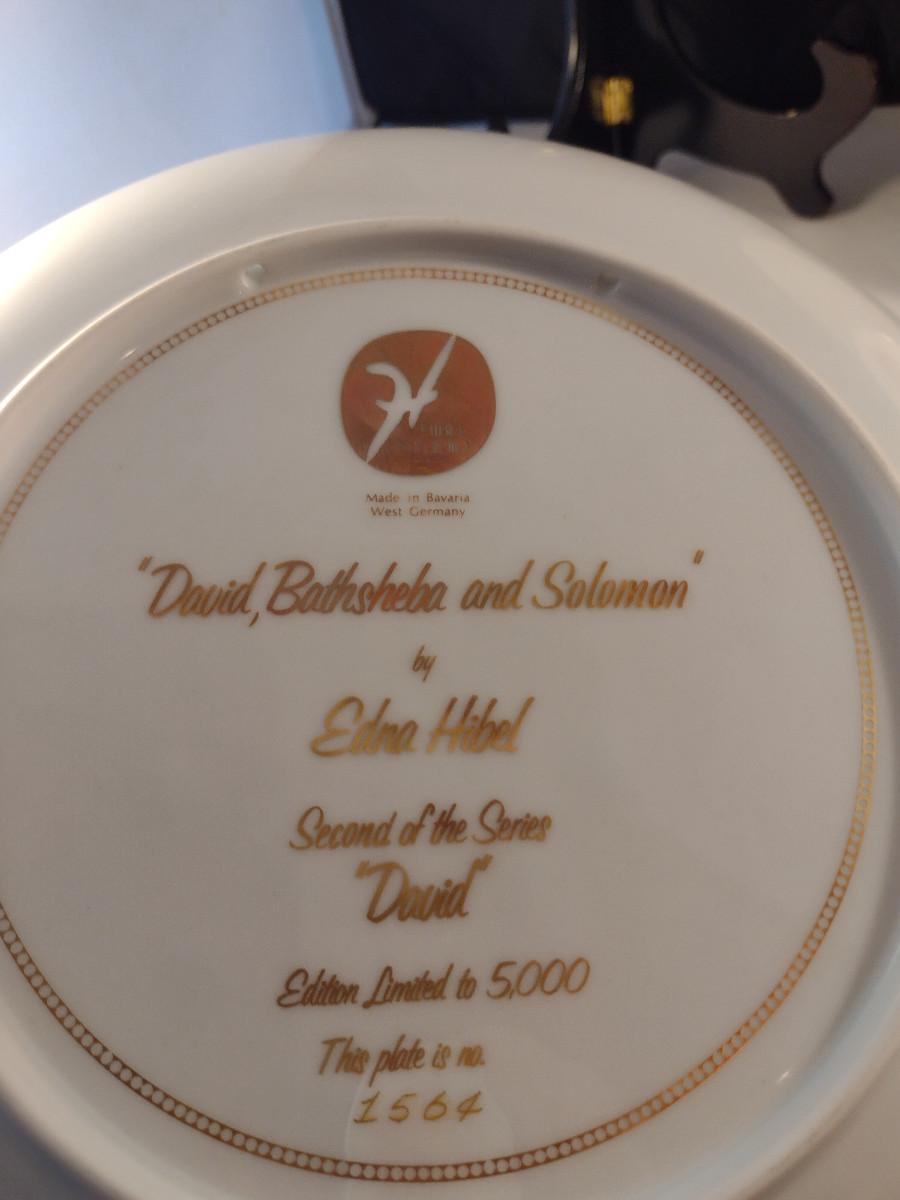 Made in Bavaria
West Germany
"David, Bathsheba and Solomon"
by
Edna Hibel
Second of the Series
"David"
Edition Limited to 5,000
This plate is no.
1564